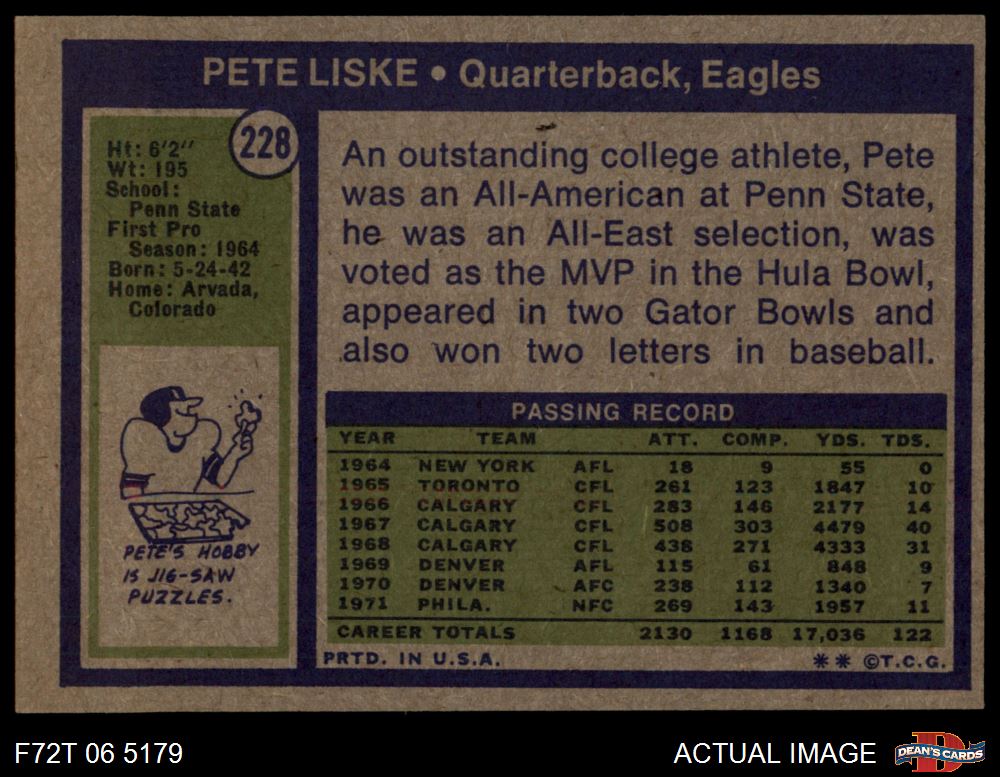 PETE LISKE • Quarterback, Eagles
228
Ht: 6'2"
Wt: 195
School:
Penn State
First Pro
Season: 1964
Born: 5-24-42
Home: Arvada,
Colorado
PETE'S HOBBY
IS JIG-SAW
PUZZLES.
An outstanding college athlete, Pete
was an All-American at Penn State,
he was an All-East selection, was
voted as the MVP in the Hula Bowl,
appeared in two Gator Bowls and
also won two letters in baseball.
PASSING RECORD
YEAR TEAM ATT. COMP. YDS. TDS.
1964 NEW YORK AFL 18 9 55 0
1965 TORONTO CFL 261 123 1847 10
1966 CALGARY CFL 283 146 2177 14
1967 CALGARY CFL 508 303 4479 40
1968 CALGARY CFL 438 271 4333 31
1969 DENVER AFL 115 61 848 9
1970 DENVER AFC 238 112 1340 7
1971 PHILA. NFC 269 143 1957 11
CAREER TOTALS 2130 1168 17,036 122
PRTD. IN U.S.A. ** ©T.C.G.
F72T 06 5179
ACTUAL IMAGE
D
DEAN'S CARDS